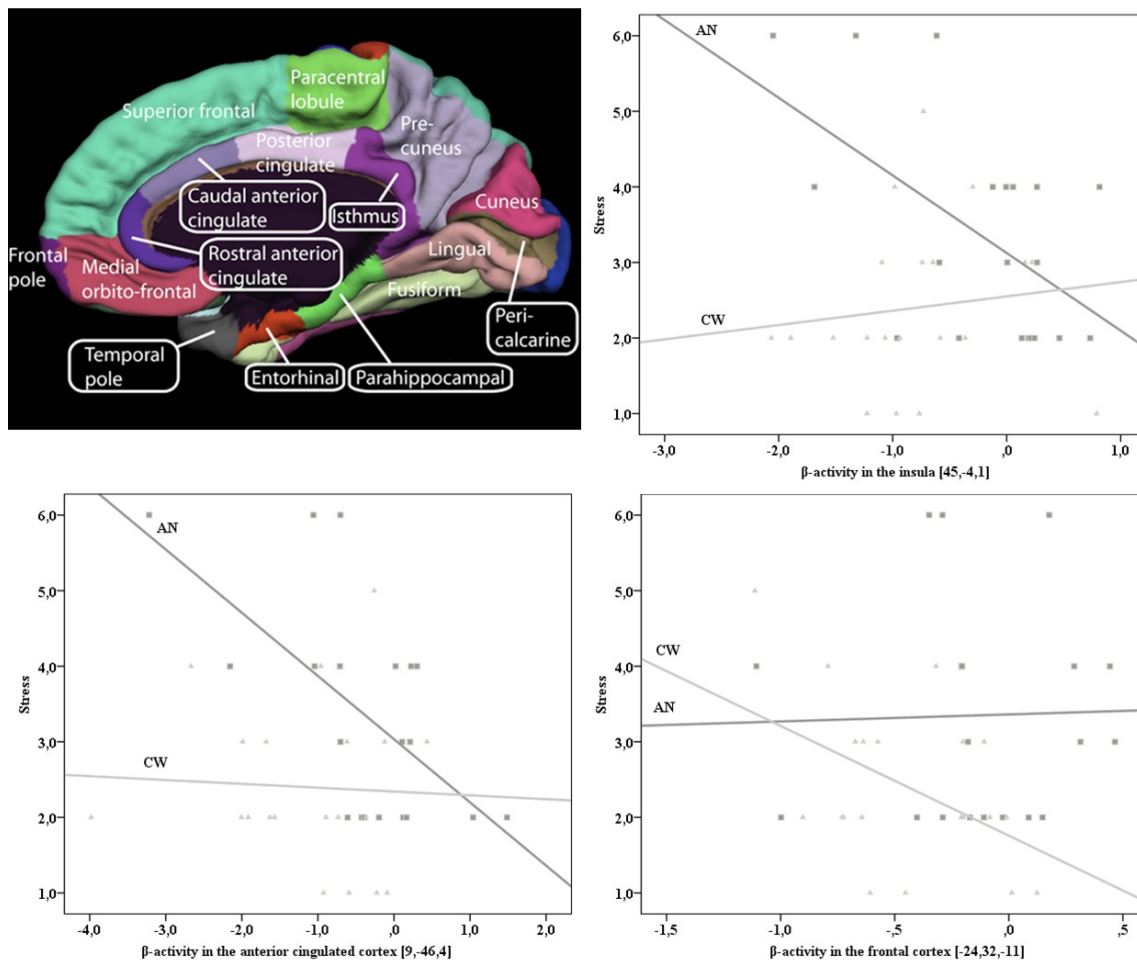 Superior frontal
Paracentral
lobule
Posterior
cingulate
Pre-
cuneus
Caudal anterior
cingulate
Isthmus
Cuneus
Rostral anterior
cingulate
Frontal
pole
Medial
orbito-frontal
Lingual
Fusiform
Peri-
calcarine
Temporal
pole
Entorhinal
Parahippocampal
6,0
5,0
4,0
3,0
2,0
1,0
Stress
AN
CW
-3,0
-2,0
-1,0
,0
1,0
β-activity in the insula [45,-4,1]
6,0
5,0
4,0
3,0
2,0
1,0
Stress
AN
CW
-4,0
-3,0
-2,0
-1,0
,0
1,0
2,0
β-activity in the anterior cingulated cortex [9,-46,4]
6,0
5,0
4,0
3,0
2,0
1,0
Stress
CW
AN
-1,5
-1,0
-,5
,0
,5
β-activity in the frontal cortex [-24,32,-11]